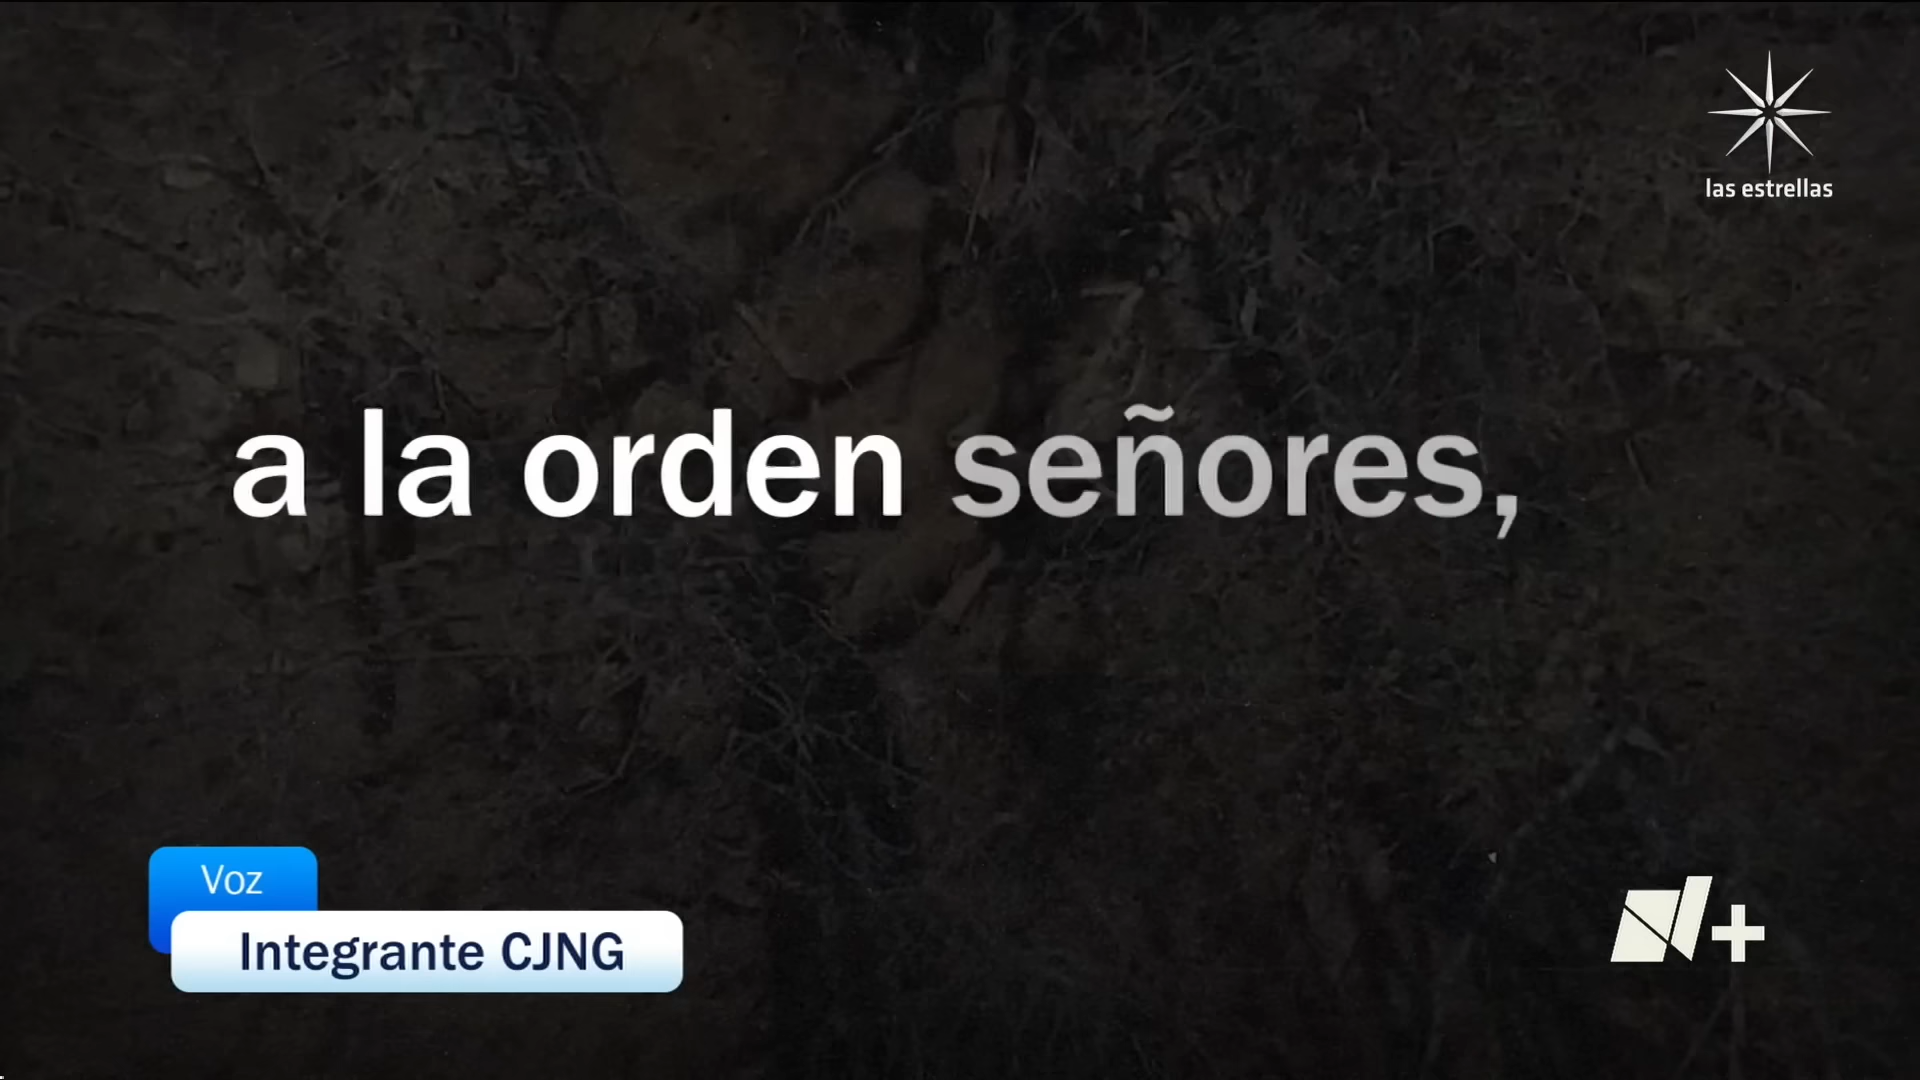 las estrellas
a la orden señores,
Voz
Integrante CJNG
N+